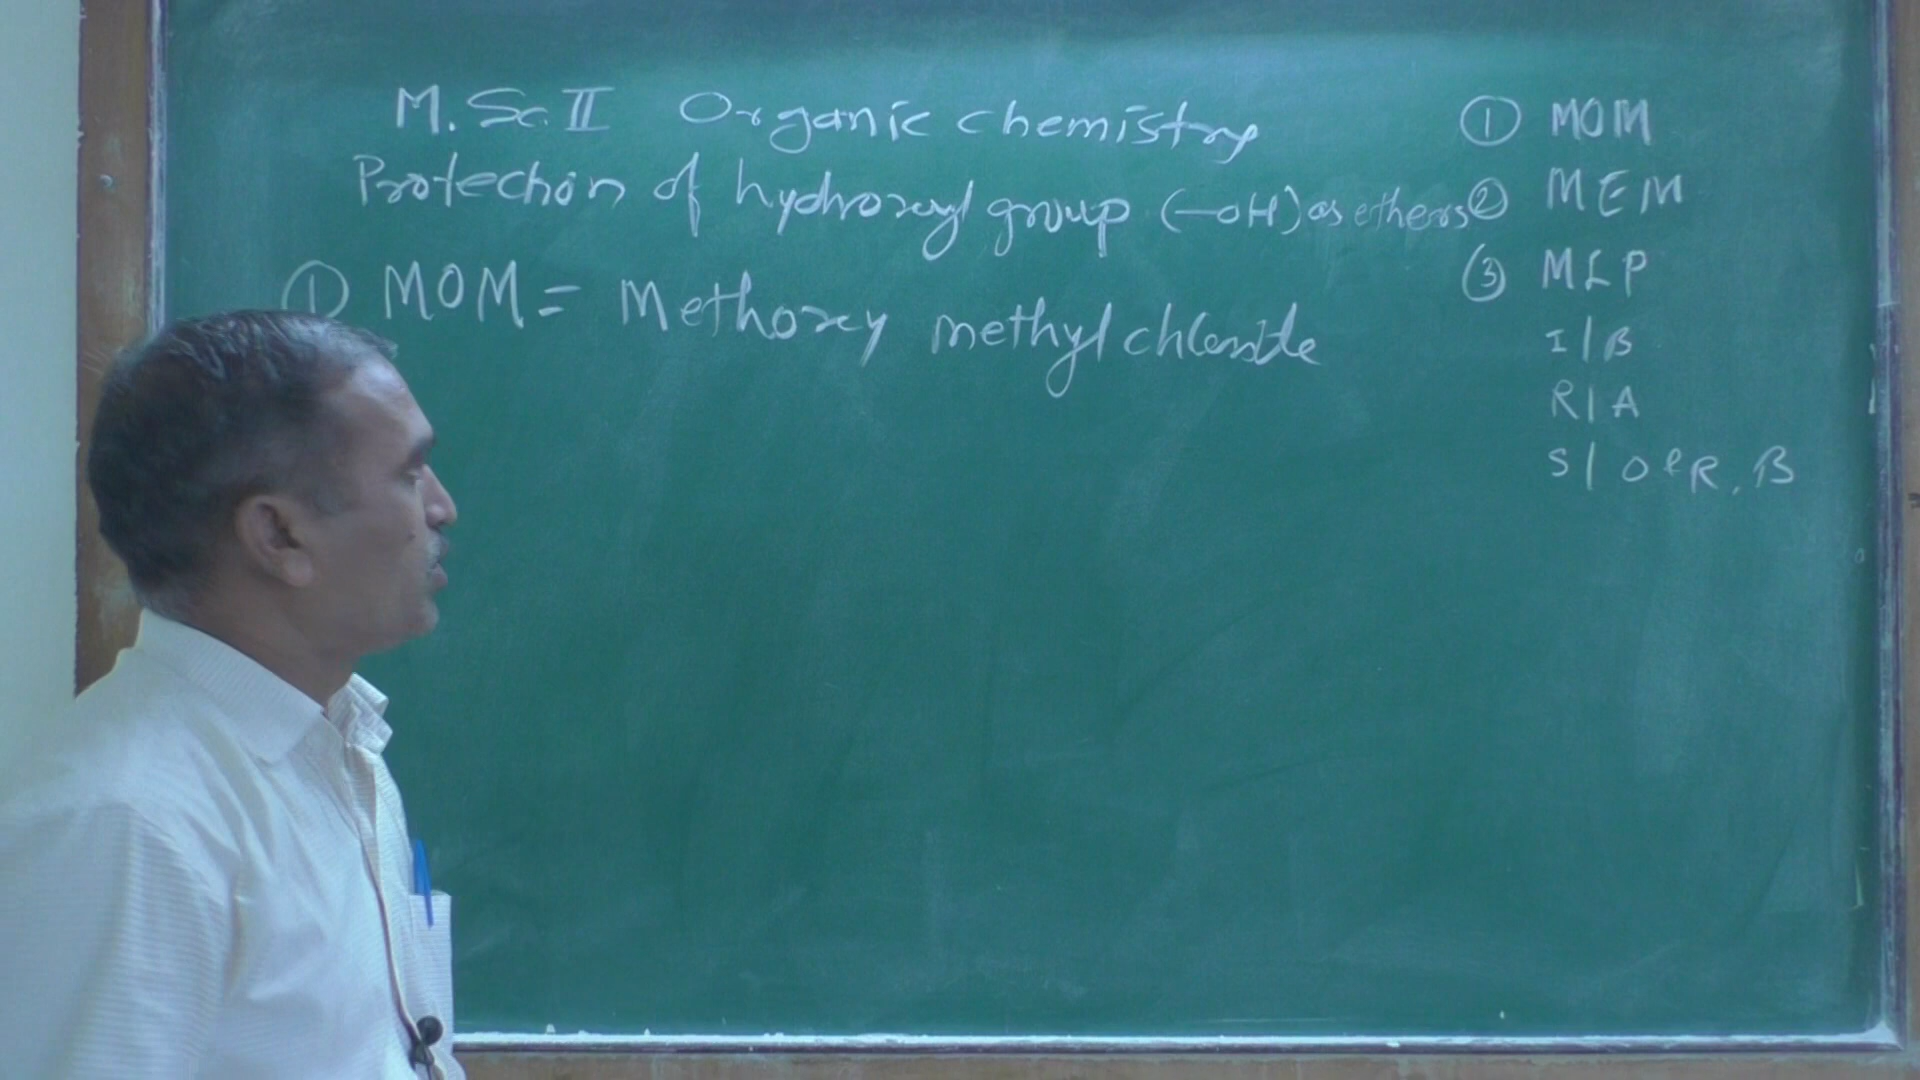 M.Sc. II Organic chemistry
Protection of hydroxyl group (-OH) as ethers
① MOM = Methoxy methyl chloride
① MOM
② MEM
③ MLP
I | B
R | A
S | O & R, B